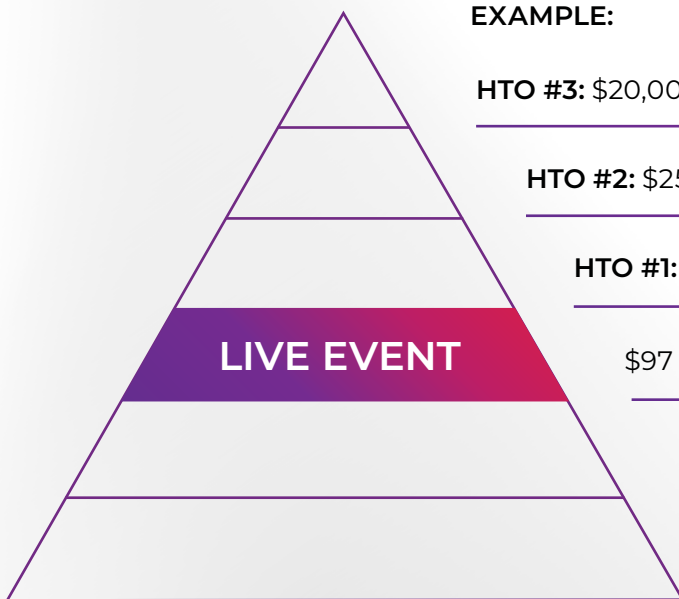 EXAMPLE:
HTO #3: $20,00
HTO #2: $25
HTO #1:
LIVE EVENT
$97